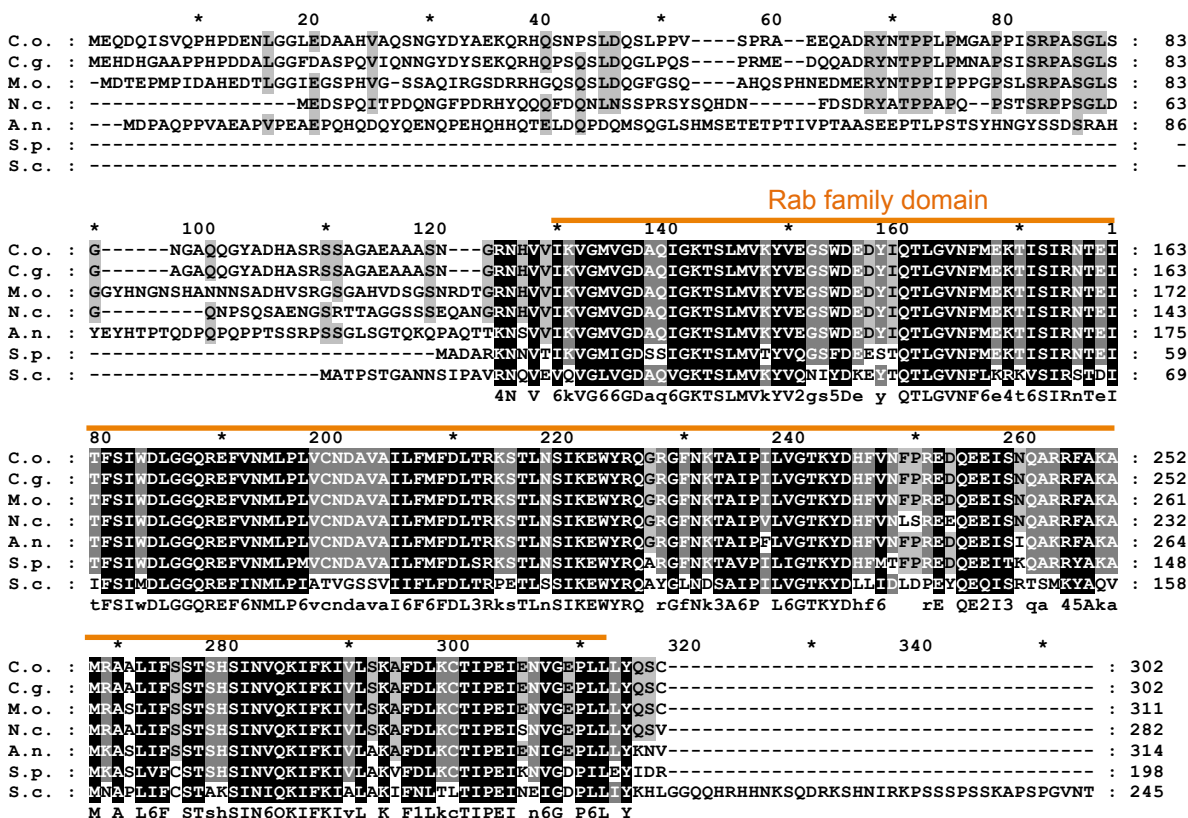 * 20 * 40 * 60 * 80
C.o. : MEQDQISVQPHPDENLGGLEDAAHVAQSNGYDYAEKQRHQSNPSLDQSLPPV-----SPRA--EEQADRYNTPPLPMGAPPISRPASGLS : 83
C.g. : MEHDHGAAPPHPDDALGGFDASPQVIQNNGYDYSEKQRHQPSQSLDQGLPQS-----PRME--DQQADRYNTPPLPMNAPSISRPASGLS : 83
M.o. : -MDTEPMPIDAHEDTLGGIEGSPHVG-SSAQIRGSDRRHQGSLSLDQGFGSQ----AHQSPHNEDMERYNTPPIPPPGPSLSRPASGLS : 83
N.c. : ------------------MEDSPQITPDQNGFPDRHYQQQFDQNLNSSPRSYSQHDN-----FDSDRYATPPAPQ--PSTSRPPSGLD : 63
A.n. : ---MDPAQPPVAEAPVPEAEPQHQDQYQENQPEHQHHQTELDQPDQMSQGLSHMSETETPTIVPTAASEEPTLPSTSYHNGYSSDSRAH : 86
S.p. : ----------------------------------------------------------------------------------------- : -
S.c. : ----------------------------------------------------------------------------------------- : -
Rab family domain
* 100 * 120 * 140 * 160 * 1
C.o. : G------NGAQQGYADHASRSSAGAEAAASN---GRNHVVIKVGMVGDAQIGKTSLMVKYVEGSWDEDYIQTLGVNFMEKTISIRNTEI : 163
C.g. : G------AGAQQGYADHASRSSAGAEAAASN---GRNHVVIKVGMVGDAQIGKTSLMVKYVEGSWDEDYIQTLGVNFMEKTISIRNTEI : 163
M.o. : GGYHNGNSHANNNSADHVSRGSGAHVDSGSNRDTGRNHVVIKVGMVGDAQIGKTSLMVKYVEGSWDEDYIQTLGVNFMEKTISIRNTEI : 172
N.c. : G------QNPSQSAENGSRTTAGGSSSEQANGRNHVVIKVGMVGDAQIGKTSLMVKYVEGSWDEDYIQTLGVNFMEKTISIRNTEI : 143
A.n. : YEYHTPTQDPQPQPPTSSRPSSGLSGTQKQPAQTTKNSVVIKVGMVGDAQIGKTSLMVKYVEGSWDEDYIQTLGVNFMEKTISIRNTEI : 175
S.p. : ------------------------------MADARKNNVTIKVGMIGDSSIGKTSLMVTYVQGSFDEESTQTLGVNFMEKTISIRNTEI : 59
S.c. : --------------------MATPSTGANNSIPAVRNQVEVQVGLVGDAQVGKTSLMVKYVQNIYDKEYTQTLGVNFLKRKVSIRSTDI : 69
4N V 6kVG66GDaq6GKTSLMVkYV2gs5De y QTLGVNF6e4t6SIRnTeI
80 * 200 * 220 * 240 * 260
C.o. : TFSIWDLGGQREFVNMLPLVCNDAVAILFMFDLTRKSTLNSIKEWYRQGRGFNKTAIPILVGTKYDHFVNFPREDQEEISNQARRFAKA : 252
C.g. : TFSIWDLGGQREFVNMLPLVCNDAVAILFMFDLTRKSTLNSIKEWYRQGRGFNKTAIPILVGTKYDHFVNFPREDQEEISNQARRFAKA : 252
M.o. : TFSIWDLGGQREFVNMLPLVCNDAVAILFMFDLTRKSTLNSIKEWYRQGRGFNKTAIPILVGTKYDHFVNFPREDQEEISNQARRFAKA : 261
N.c. : TFSIWDLGGQREFVNMLPLVCNDAVAILFMFDLTRKSTLNSIKEWYRQGRGFNKTAIPVLVGTKYDHFVNLSREEQEEISNQARRFAKA : 232
A.n. : TFSIWDLGGQREFVNMLPLVCNDAVAILFMFDLTRKSTLNSIKEWYRQGRGFNKTAVPFLVGTKYDHFVNFPREDQEEISIQARRFAKA : 264
S.p. : TFSIWDLGGQREFVNMLPMVCNDAVAILFMFDLSRKSTLNSIKEWYRQARGFNKTAVPILIGTKYDHFMTFPREDQEEITKQARRFAKA : 148
S.c. : IFSIMDLGGQREFINMLPIATVGSSVIIFLFDLTRPETLSSIKEWYRQAYGLNDSAIPILVGTKYDLLIDLDPEYQEQISRTSMKYAQV : 158
tFSIwDLGGQREF6NMLP6vcndavaI6F6FDL3RksTLnSIKEWYRQ rGfNk3A6P L6GTKYDhf6 rE QE2I3 qa 45Aka
* 280 * 300 * 320 * 340 *
C.o. : MRAALIFSSTSHSINVQKIFKIVLSKAFDLKCTIPEIENVGEPLLLYQSC------------------------------------- : 302
C.g. : MRAALIFSSTSHSINVQKIFKIVLSKAFDLKCTIPEIENVGEPLLLYQSC------------------------------------- : 302
M.o. : MRASLIFSSTSHSINVQKIFKIVLSKAFDLKCTIPEIENVGEPLLLYQSC------------------------------------- : 311
N.c. : MRAALIFSSTSHSINVQKIFKIVLSKAFDLKCTIPEISNVGEPLLLYQSV------------------------------------- : 282
A.n. : MKASLIFSSTSHSINVQKIFKIVLAKAFDLKCTIPEIENIGEPLLLYKNV------------------------------------- : 314
S.p. : MKASLVFCSTSHSINVQKIFKIVLAKVFDLKCTIPEIKNVGDPILEYIDR------------------------------------- : 198
S.c. : MNAPLIFCSTAKSINIQKIFKIALAKIFNLTLTIPEINEIGDPLLIYKHLGGQQHRHHNKSQDRKSHNIRKPSSSPSSKAPSPGVNT : 245
M A L6F STshSIN6QKIFKIvL K F1LkcTIPEI n6G P6L Y